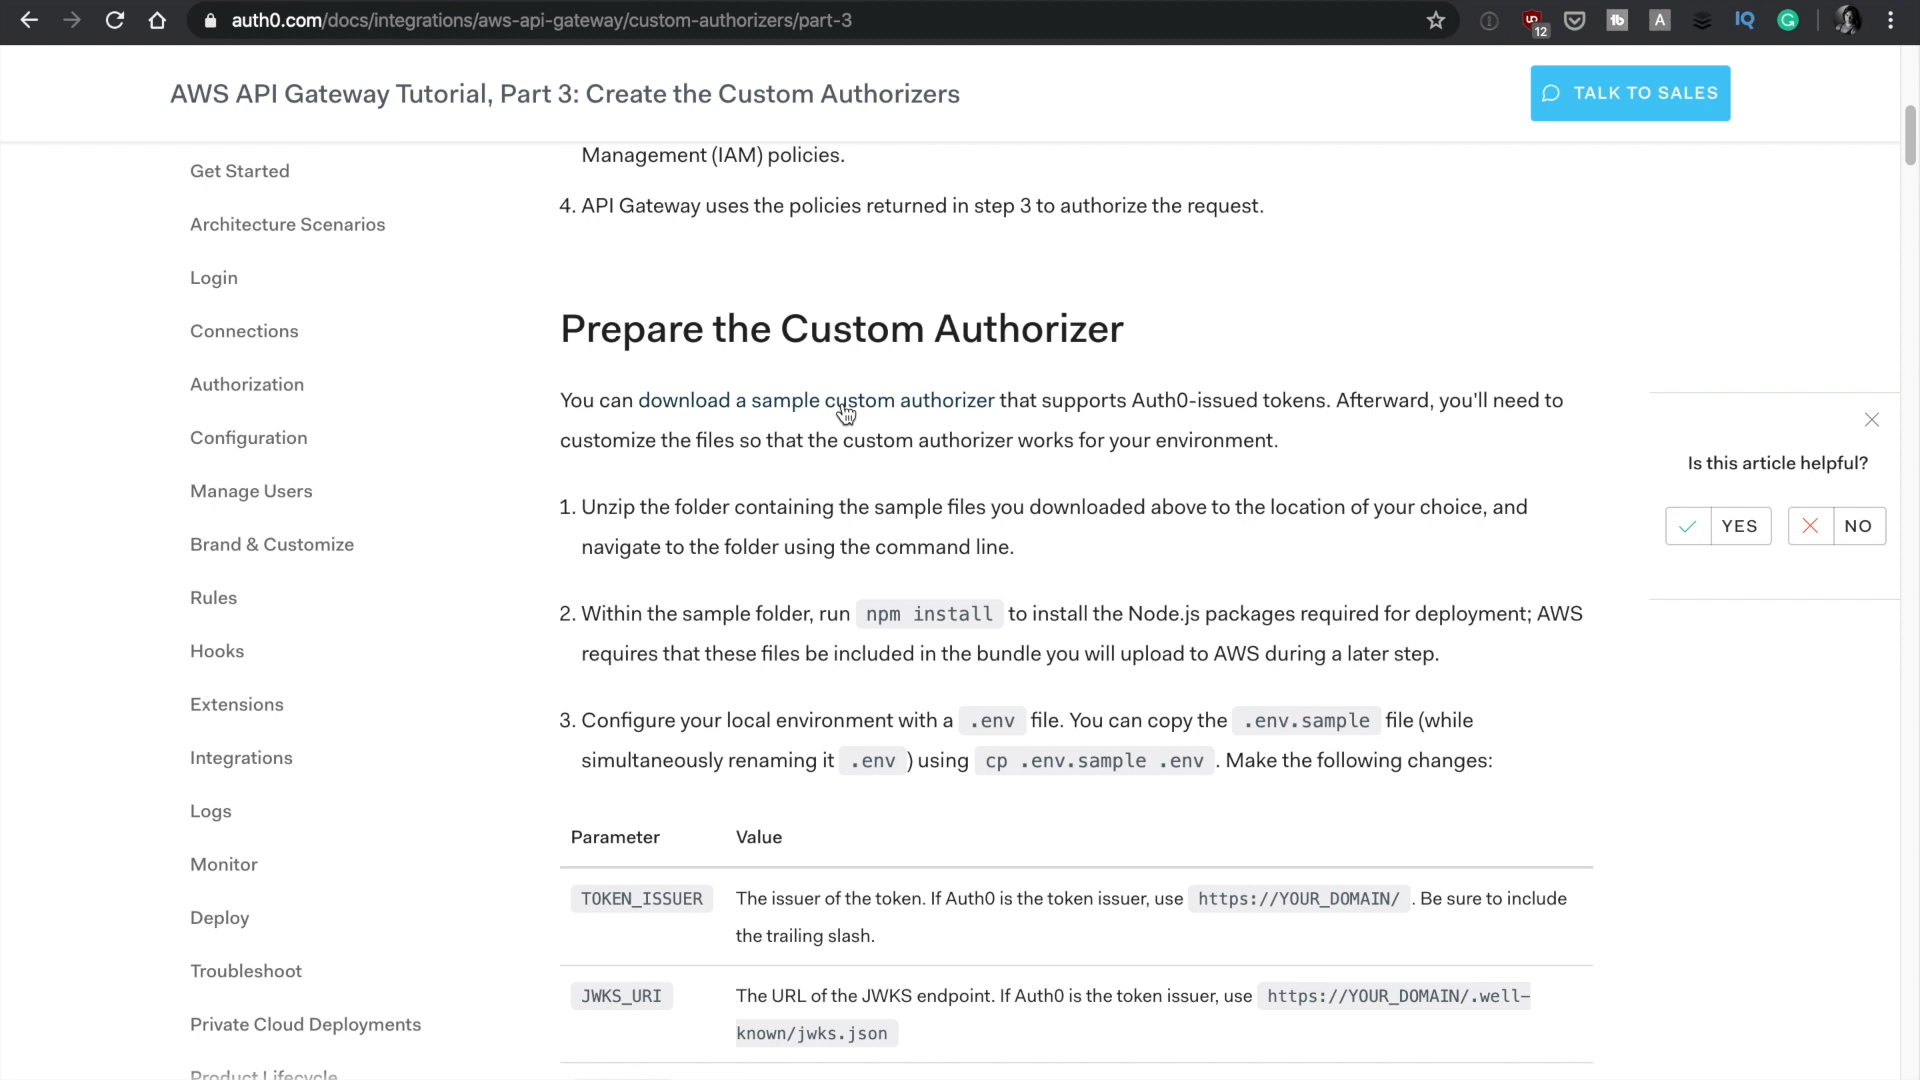 auth0.com/docs/integrations/aws-api-gateway/custom-authorizers/part-3
12
A
IQ
AWS API Gateway Tutorial, Part 3: Create the Custom Authorizers
TALK TO SALES
Get Started
Architecture Scenarios
Login
Connections
Authorization
Configuration
Manage Users
Brand & Customize
Rules
Hooks
Extensions
Integrations
Logs
Monitor
Deploy
Troubleshoot
Private Cloud Deployments
Product Lifecycle
Management (IAM) policies.
4. API Gateway uses the policies returned in step 3 to authorize the request.
Prepare the Custom Authorizer
You can download a sample custom authorizer that supports Auth0-issued tokens. Afterward, you'll need to
customize the files so that the custom authorizer works for your environment.
1. Unzip the folder containing the sample files you downloaded above to the location of your choice, and
navigate to the folder using the command line.
2. Within the sample folder, run npm install to install the Node.js packages required for deployment; AWS
requires that these files be included in the bundle you will upload to AWS during a later step.
3. Configure your local environment with a .env file. You can copy the .env.sample file (while
simultaneously renaming it .env ) using cp .env.sample .env . Make the following changes:
Parameter Value
TOKEN_ISSUER The issuer of the token. If Auth0 is the token issuer, use https://YOUR_DOMAIN/ . Be sure to include
the trailing slash.
JWKS_URI The URL of the JWKS endpoint. If Auth0 is the token issuer, use https://YOUR_DOMAIN/.well-
known/jwks.json
Is this article helpful?
YES
NO